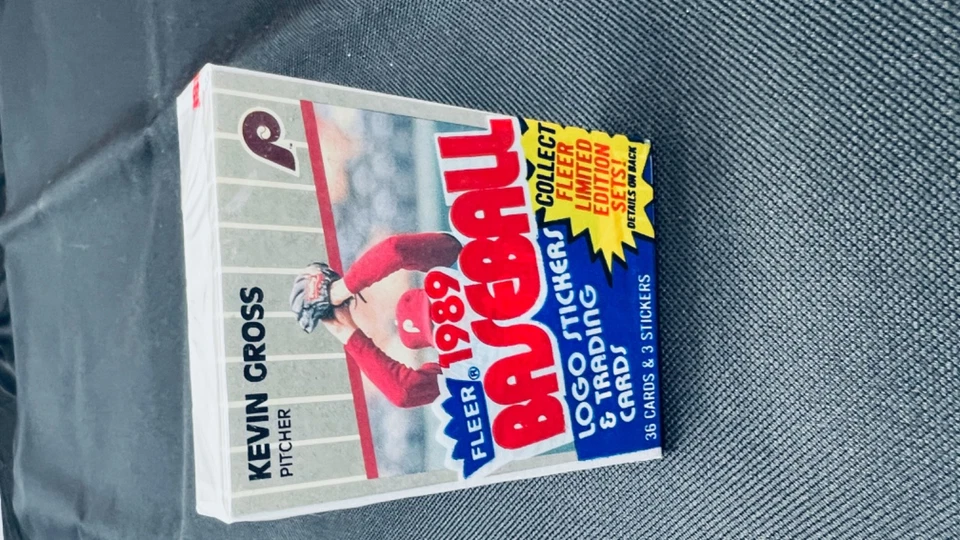 KEVIN GROSS
PITCHER
P
FLEER®
1989
BASEBALL
LOGO STICKERS
& TRADING
CARDS
36 CARDS & 3 STICKERS
COLLECT
FLEER
LIMITED
EDITION
SETS!
DETAILS ON BACK